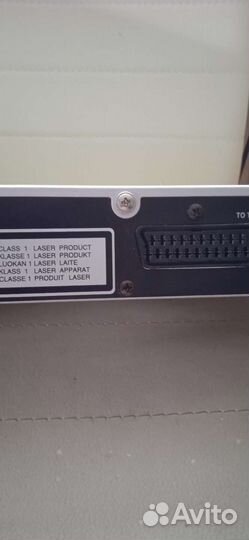 CLASS 1 LASER PRODUCT
KLASSE 1 LASER PRODUKT
LUOKAN 1 LASER LAITE
KLASS 1 LASER APPARAT
CLASSE 1 PRODUIT LASER
TO
Avito